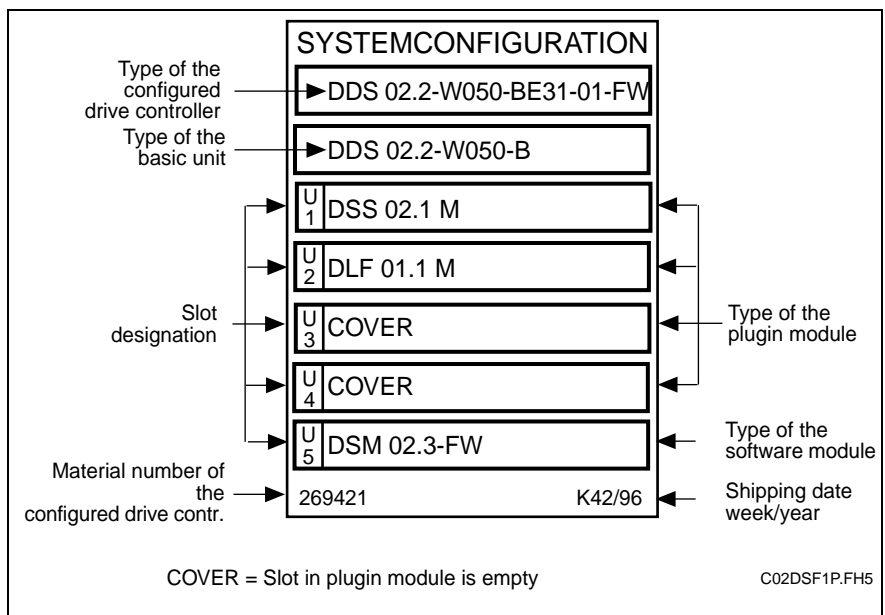 SYSTEMCONFIGURATION
Type of the
configured
drive controller
DDS 02.2-W050-BE31-01-FW
Type of the
basic unit
DDS 02.2-W050-B
U
1
DSS 02.1 M
U
2
DLF 01.1 M
Slot
designation
U
3
COVER
Type of the
plugin module
U
4
COVER
U
5
DSM 02.3-FW
Type of the
software module
Material number of
the
configured drive contr.
269421
K42/96
Shipping date
week/year
COVER = Slot in plugin module is empty
C02DSF1P.FH5